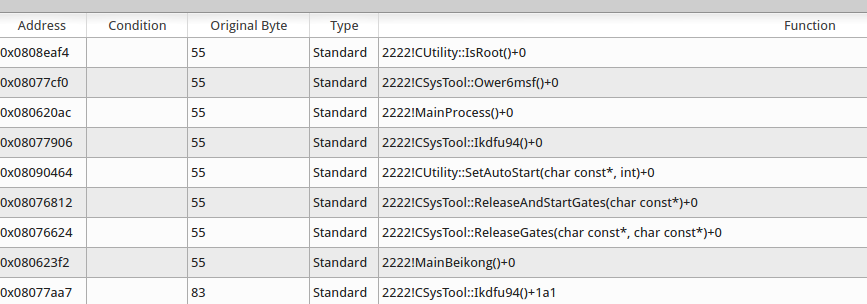 Address Condition Original Byte Type Function
0x0808eaf4 55 Standard 2222!CUtility::IsRoot()+0
0x08077cf0 55 Standard 2222!CSysTool::Ower6msf()+0
0x080620ac 55 Standard 2222!MainProcess()+0
0x08077906 55 Standard 2222!CSysTool::Ikdfu94()+0
0x08090464 55 Standard 2222!CUtility::SetAutoStart(char const*, int)+0
0x08076812 55 Standard 2222!CSysTool::ReleaseAndStartGates(char const*)+0
0x08076624 55 Standard 2222!CSysTool::ReleaseGates(char const*, char const*)+0
0x080623f2 55 Standard 2222!MainBeikong()+0
0x08077aa7 83 Standard 2222!CSysTool::Ikdfu94()+1a1